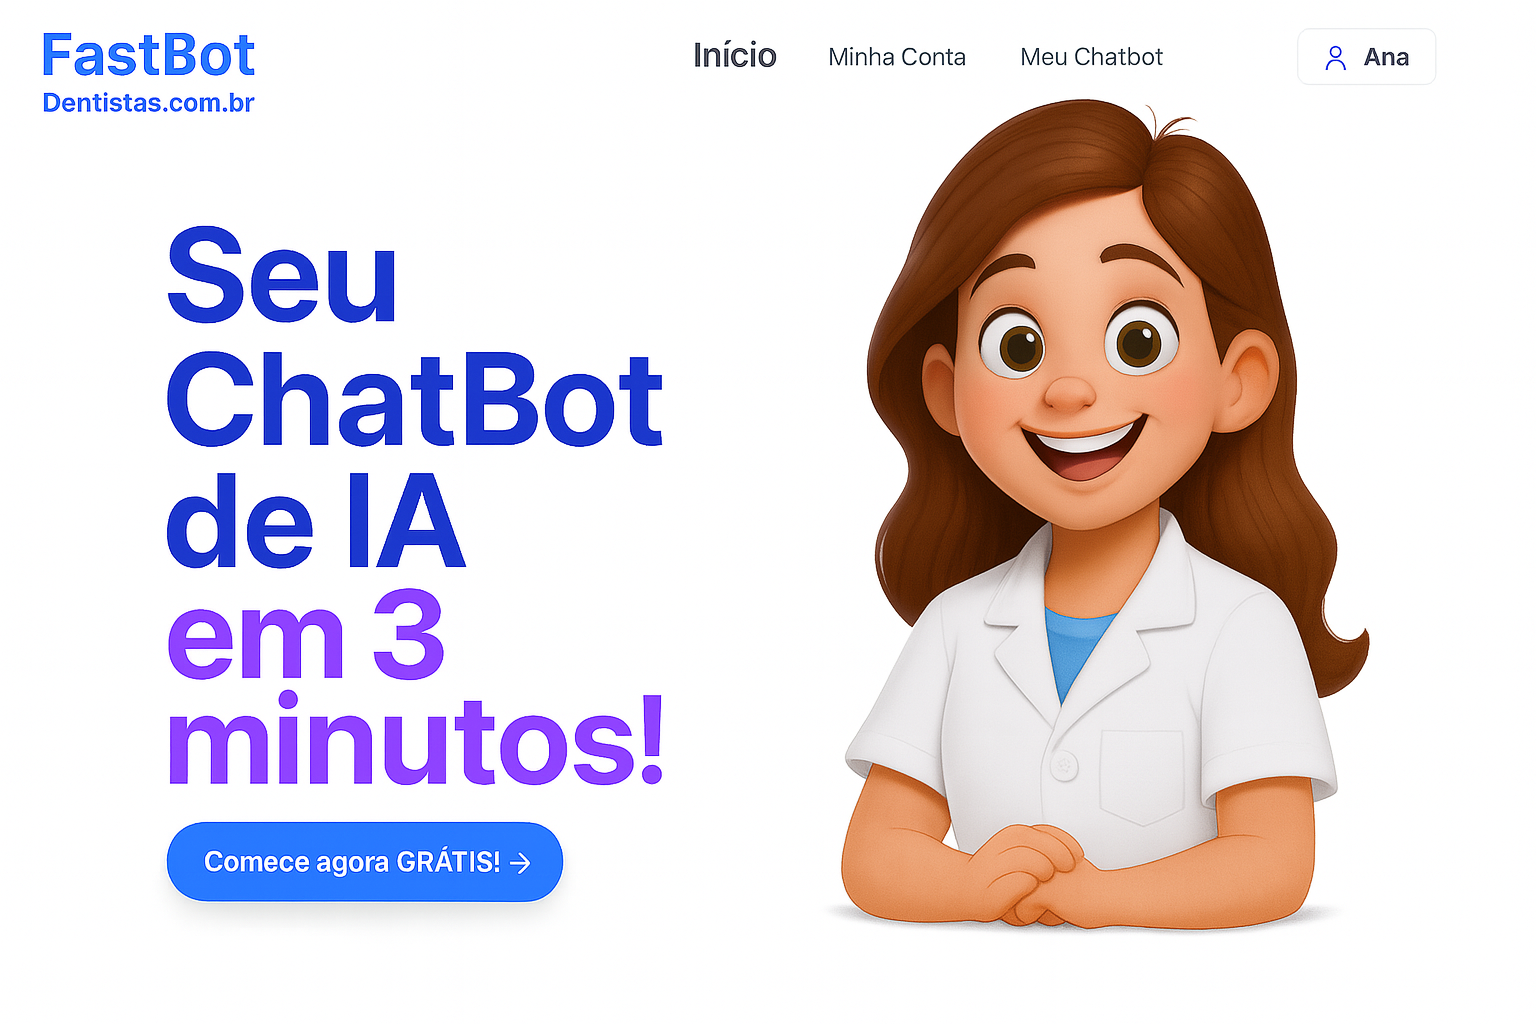 FastBot
Dentistas.com.br
Início
Minha Conta
Meu Chatbot
Ana
Seu
ChatBot
de IA
em 3
minutos!
Comece agora GRÁTIS! →